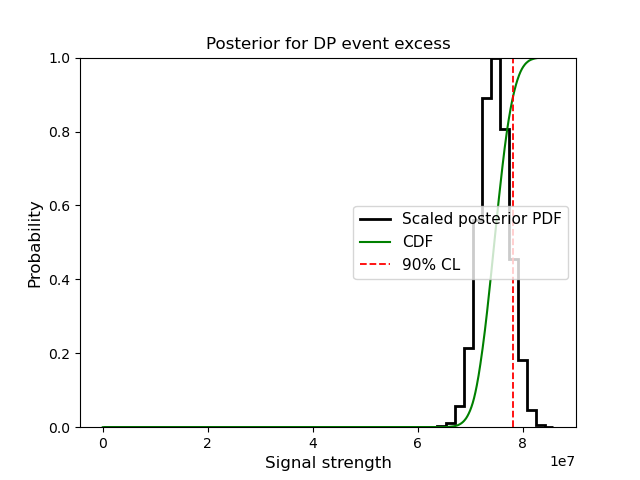 Posterior for DP event excess
1.0
0.8
0.6
0.4
0.2
0.0
Probability
Scaled posterior PDF
CDF
90% CL
0
2
4
6
8
1e7
Signal strength